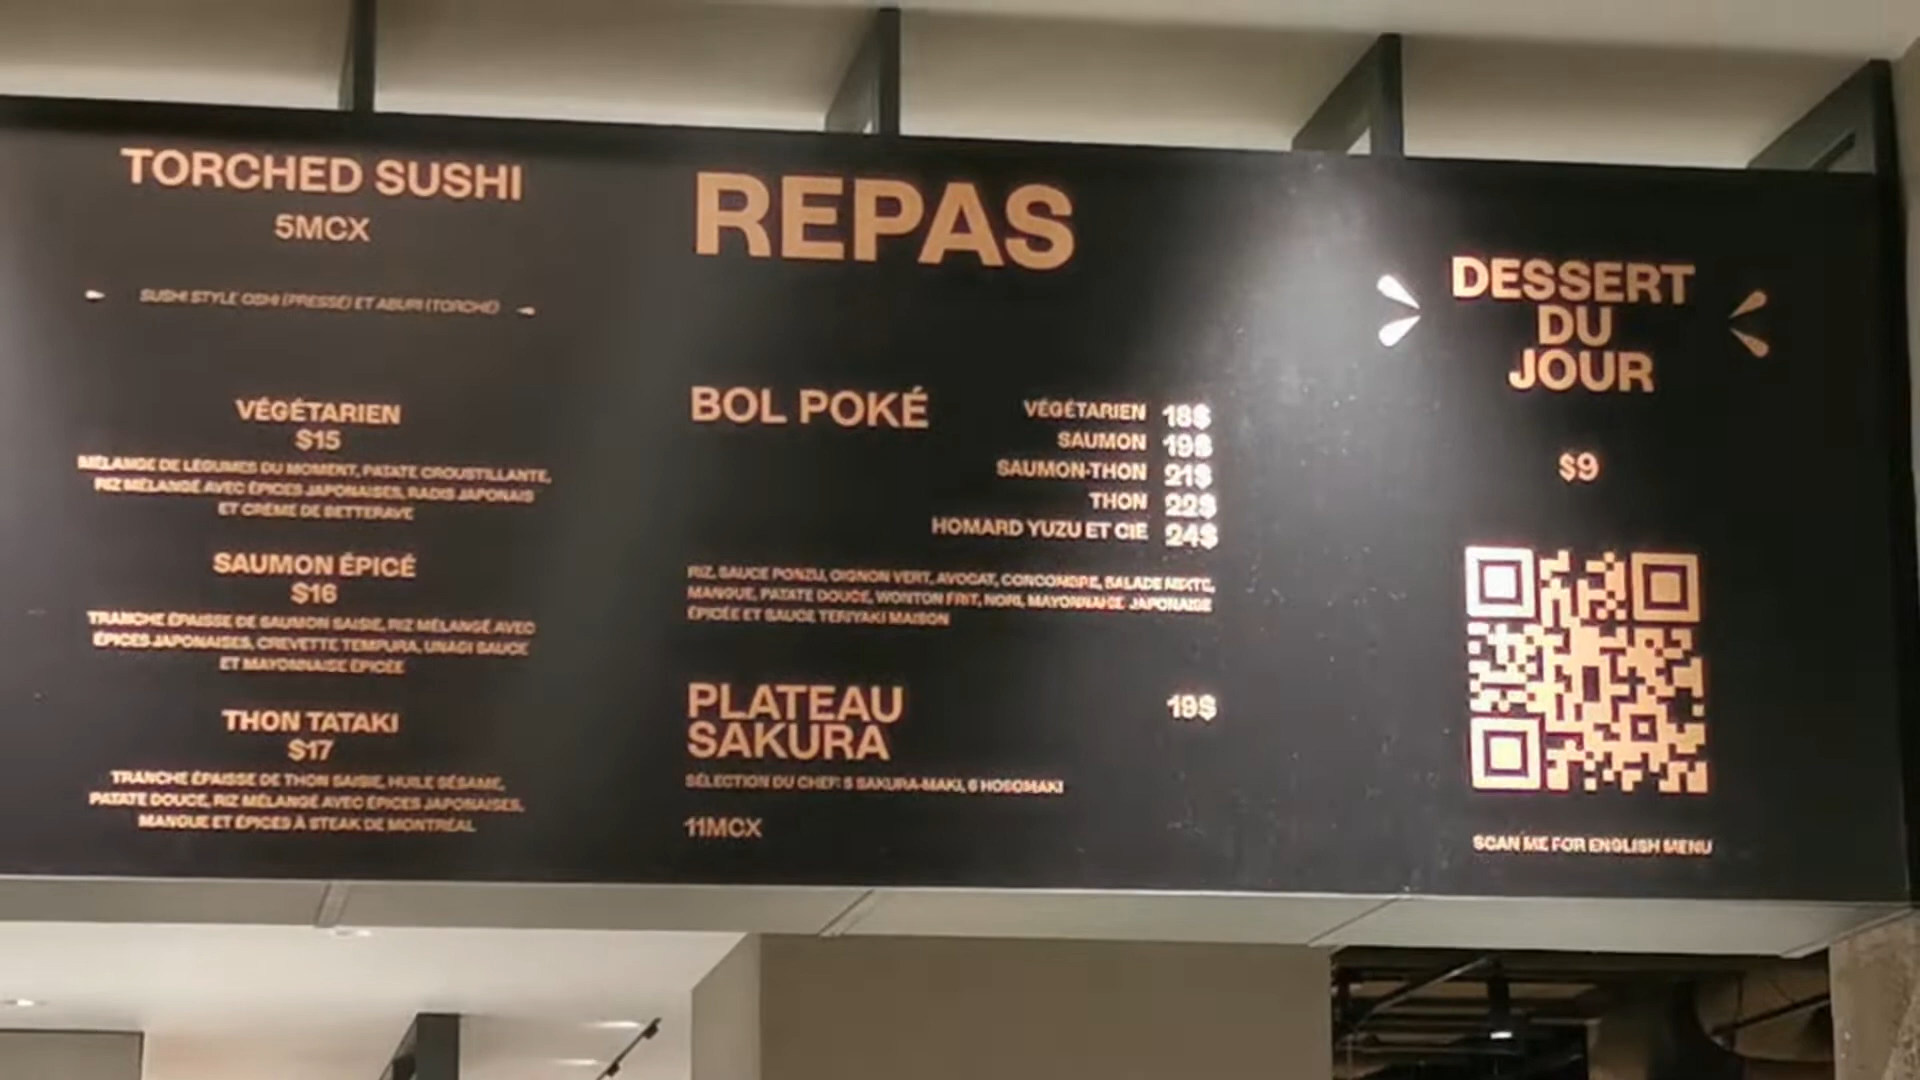 TORCHED SUSHI
5MCX
SUSHI STYLE OSHI (PRESSÉ) ET ABURI (TORCHÉ)
VÉGÉTARIEN
$15
MÉLANGE DE LÉGUMES DU MOMENT, PATATE CROUSTILLANTE,
RIZ MÉLANGÉ AVEC ÉPICES JAPONAISES, RADIS JAPONAIS
ET CRÈME DE BETTERAVE
SAUMON ÉPICÉ
$16
TRANCHE ÉPAISSE DE SAUMON SAISIE, RIZ MÉLANGÉ AVEC
ÉPICES JAPONAISES, CREVETTE TEMPURA, UNAGI SAUCE
ET MAYONNAISE ÉPICÉE
THON TATAKI
$17
TRANCHE ÉPAISSE DE THON SAISIE, HUILE SÉSAME,
PATATE DOUCE, RIZ MÉLANGÉ AVEC ÉPICES JAPONAISES,
MANGUE ET ÉPICES À STEAK DE MONTRÉAL
REPAS
BOL POKÉ
VÉGÉTARIEN 18$
SAUMON 19$
SAUMON-THON 21$
THON 22$
HOMARD YUZU ET CIE 24$
RIZ, SAUCE PONZU, OIGNON VERT, AVOCAT, CONCOMBRE, SALADE MIXTE,
MANGUE, PATATE DOUCE, WONTON FRIT, NORI, MAYONNAISE JAPONAISE
ÉPICÉE ET SAUCE TERIYAKI MAISON
PLATEAU 19$
SAKURA
SÉLECTION DU CHEF: 5 SAKURA-MAKI, 6 HOSOMAKI
11MCX
DESSERT
DU
JOUR
$9
SCAN ME FOR ENGLISH MENU